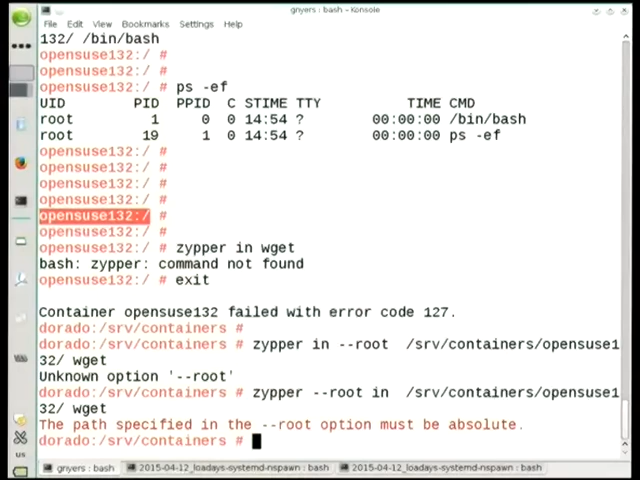 gnyers : bash – Konsole
File Edit View Bookmarks Settings Help
132/ /bin/bash
opensuse132:/ #
opensuse132:/ #
opensuse132:/ # ps -ef
UID PID PPID C STIME TTY TIME CMD
root 1 0 0 14:54 ? 00:00:00 /bin/bash
root 19 1 0 14:54 ? 00:00:00 ps -ef
opensuse132:/ #
opensuse132:/ #
opensuse132:/ #
opensuse132:/ #
opensuse132:/ #
opensuse132:/ #
opensuse132:/ # zypper in wget
bash: zypper: command not found
opensuse132:/ # exit
Container opensuse132 failed with error code 127.
dorado:/srv/containers #
dorado:/srv/containers # zypper in --root /srv/containers/opensuse1
32/ wget
Unknown option '--root'
dorado:/srv/containers # zypper --root in /srv/containers/opensuse1
32/ wget
The path specified in the --root option must be absolute.
dorado:/srv/containers #
us
gnyers : bash 2015-04-12_loadays-systemd-nspawn : bash 2015-04-12_loadays-systemd-nspawn : bash